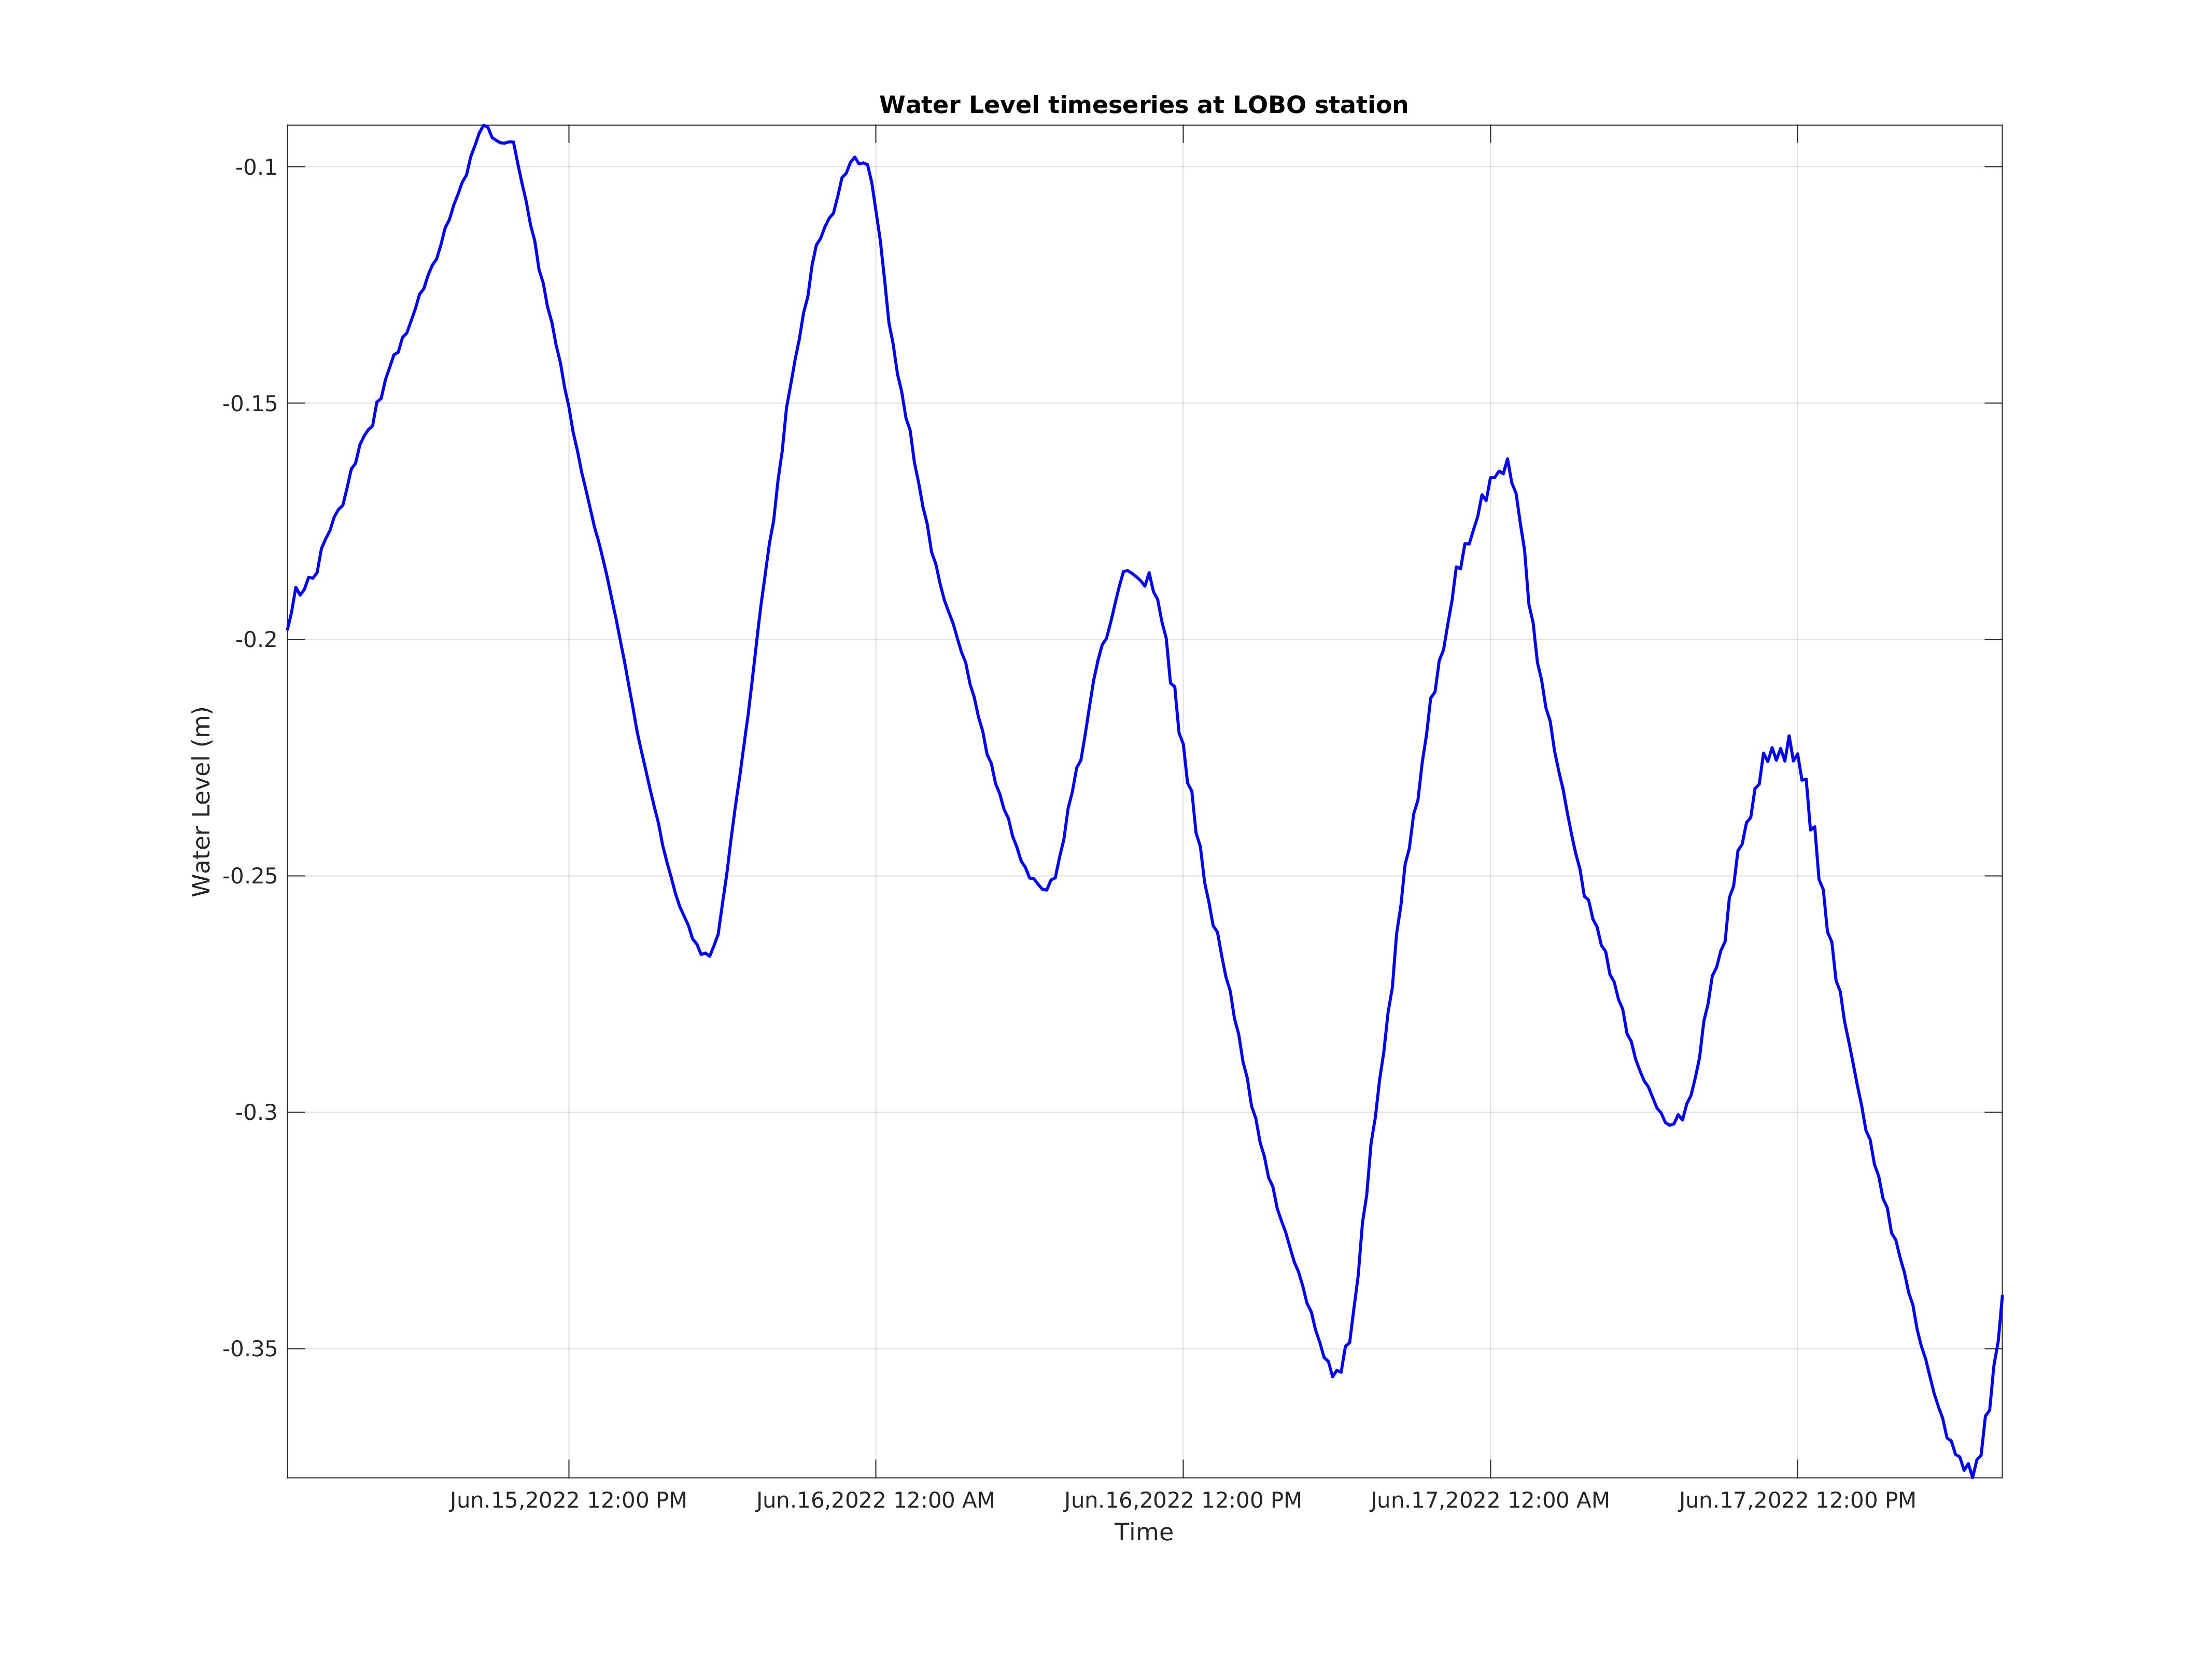 Water Level timeseries at LOBO station
-0.1
-0.15
-0.2
-0.25
-0.3
-0.35
Water Level (m)
Jun.15,2022 12:00 PM
Jun.16,2022 12:00 AM
Jun.16,2022 12:00 PM
Jun.17,2022 12:00 AM
Jun.17,2022 12:00 PM
Time